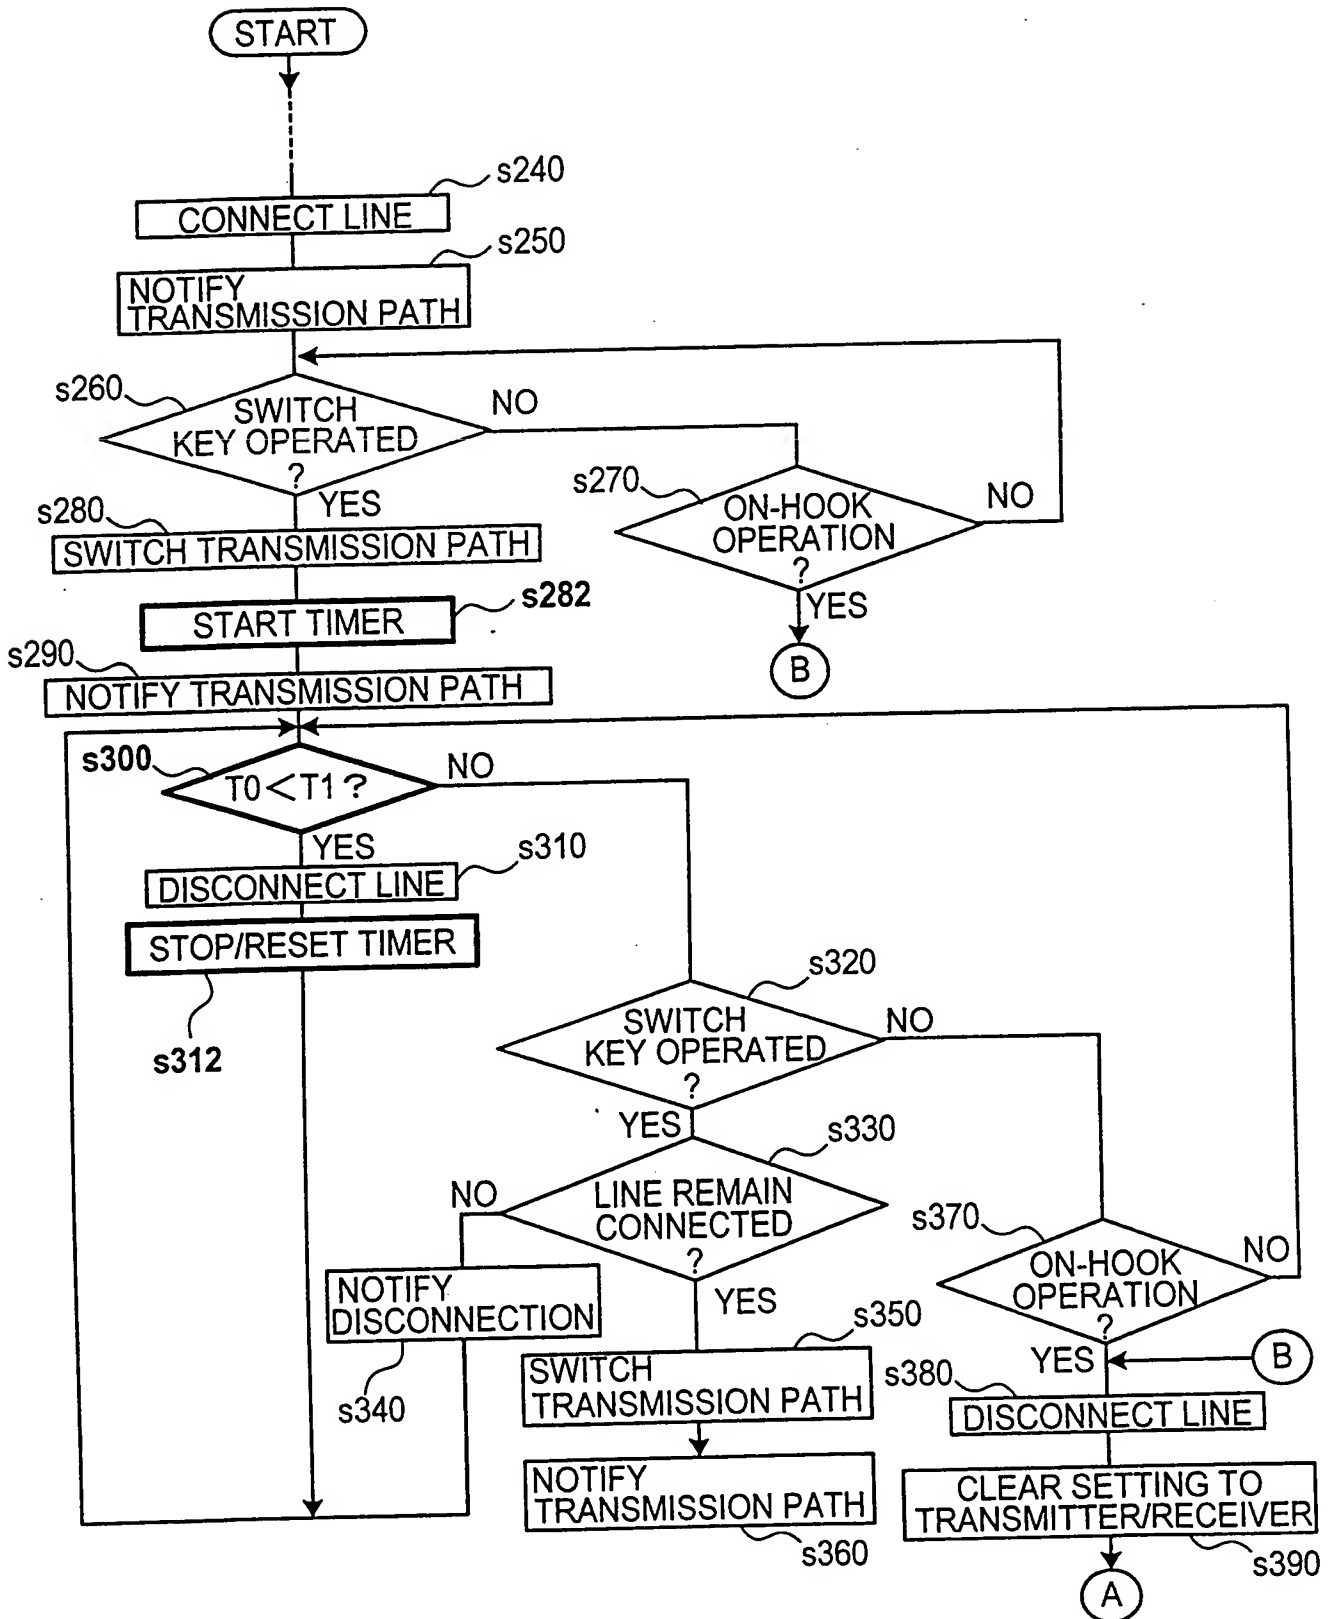 START
s240
CONNECT LINE
s250
NOTIFY
TRANSMISSION PATH
s260
SWITCH
KEY OPERATED
?
NO
YES
s270
ON-HOOK
OPERATION
?
NO
YES
B
s280
SWITCH TRANSMISSION PATH
s282
START TIMER
s290
NOTIFY TRANSMISSION PATH
s300
T0<T1?
NO
YES
s310
DISCONNECT LINE
STOP/RESET TIMER
s312
s320
SWITCH
KEY OPERATED
?
NO
YES
s330
LINE REMAIN
CONNECTED
?
NO
YES
NOTIFY
DISCONNECTION
s340
s350
SWITCH
TRANSMISSION PATH
NOTIFY
TRANSMISSION PATH
s360
s370
ON-HOOK
OPERATION
?
NO
YES
B
s380
DISCONNECT LINE
CLEAR SETTING TO
TRANSMITTER/RECEIVER
s390
A